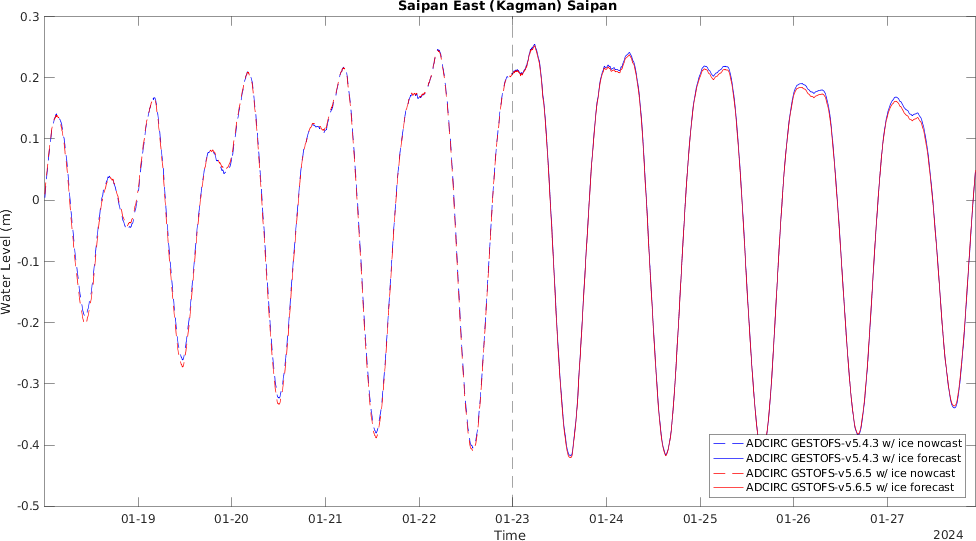 Saipan East (Kagman) Saipan
0.3
0.2
0.1
0
-0.1
-0.2
-0.3
-0.4
-0.5
Water Level (m)
ADCIRC GESTOFS-v5.4.3 w/ ice nowcast
ADCIRC GESTOFS-v5.4.3 w/ ice forecast
ADCIRC GSTOFS-v5.6.5 w/ ice nowcast
ADCIRC GSTOFS-v5.6.5 w/ ice forecast
01-19 01-20 01-21 01-22 01-23 01-24 01-25 01-26 01-27
Time
2024